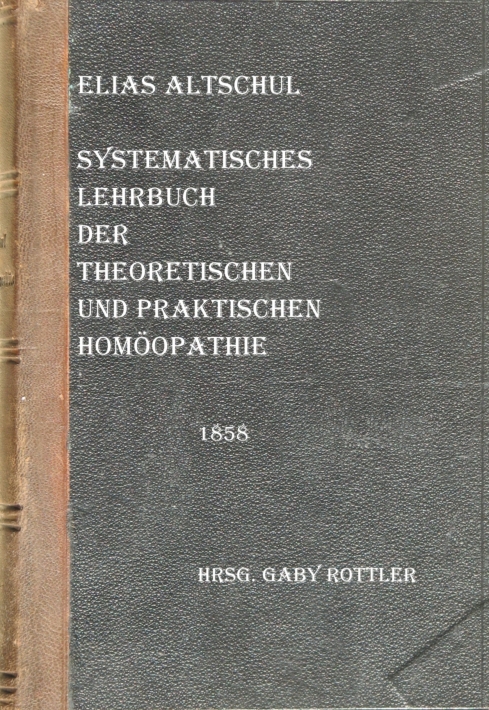 ELIAS ALTSCHUL
SYSTEMATISCHES
LEHRBUCH
DER
THEORETISCHEN
UND PRAKTISCHEN
HOMÖOPATHIE
1858
HRSG. GABY ROTTLER